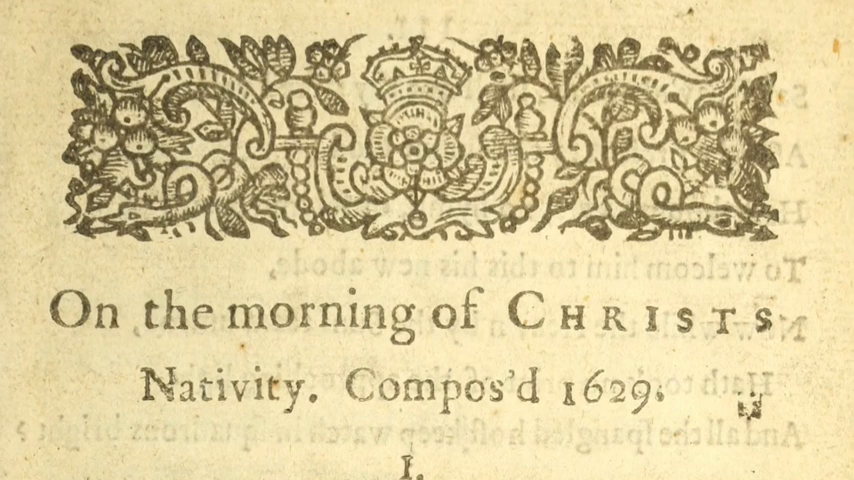 On the morning of CHRISTS
Nativity. Compos'd 1629.
I.